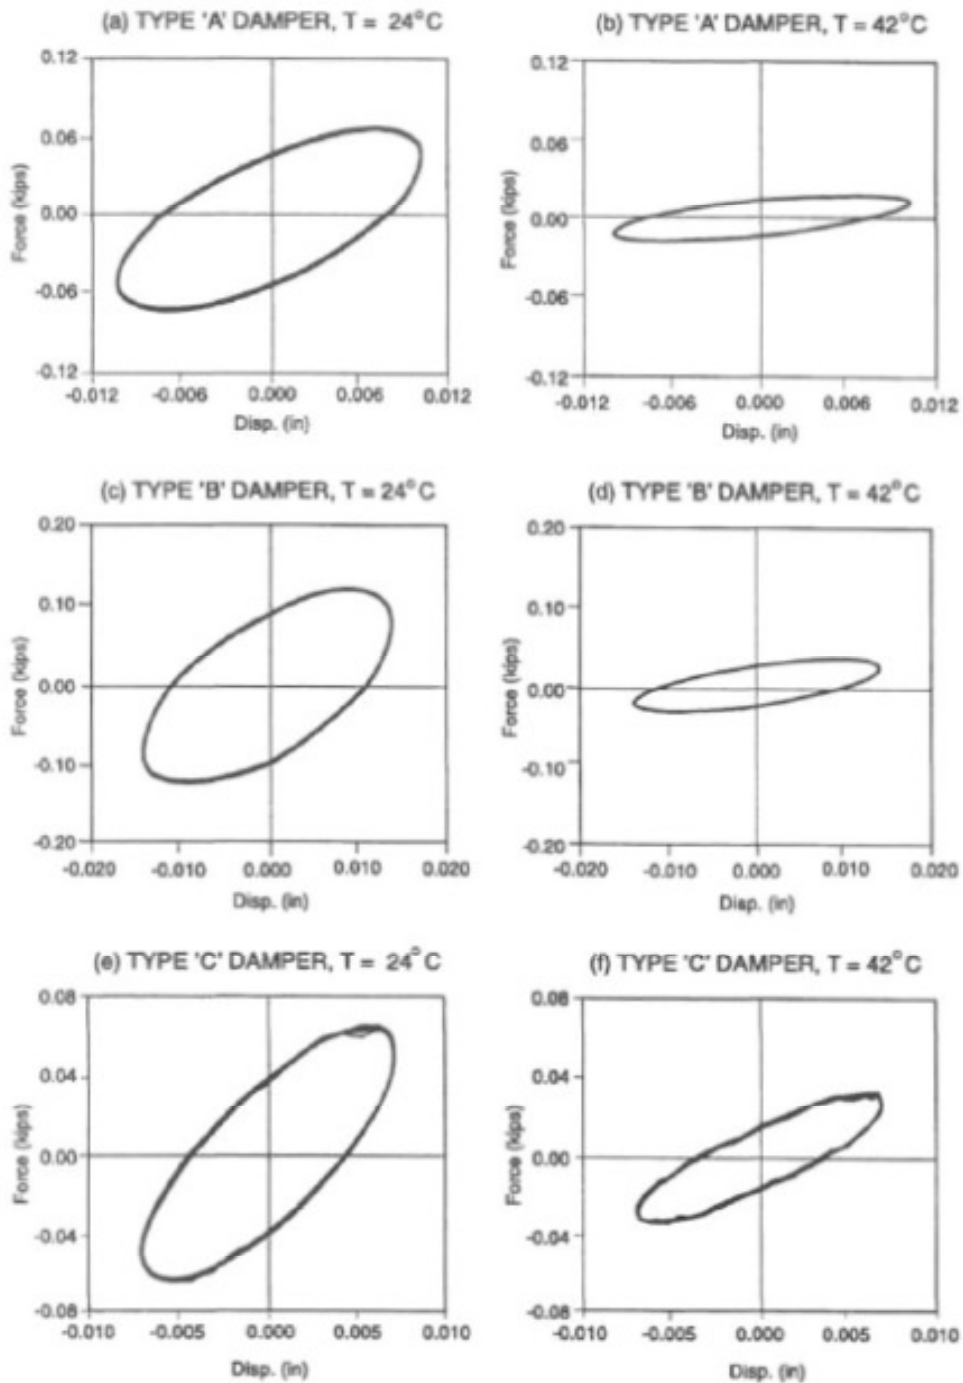 (a) TYPE 'A' DAMPER, T = 24°C
0.12
0.06
0.00
-0.06
-0.12
Force (kips)
-0.012 -0.006 0.000 0.006 0.012
Disp. (in)
(b) TYPE 'A' DAMPER, T = 42°C
0.12
0.06
0.00
-0.06
-0.12
Force (kips)
-0.012 -0.006 0.000 0.006 0.012
Disp. (in)
(c) TYPE 'B' DAMPER, T = 24°C
0.20
0.10
0.00
-0.10
-0.20
Force (kips)
-0.020 -0.010 0.000 0.010 0.020
Disp. (in)
(d) TYPE 'B' DAMPER, T = 42°C
0.20
0.10
0.00
-0.10
-0.20
Force (kips)
-0.020 -0.010 0.000 0.010 0.020
Disp. (in)
(e) TYPE 'C' DAMPER, T = 24°C
0.08
0.04
0.00
-0.04
-0.08
Force (kips)
-0.010 -0.005 0.000 0.005 0.010
Disp. (in)
(f) TYPE 'C' DAMPER, T = 42°C
0.08
0.04
0.00
-0.04
-0.08
Force (kips)
-0.010 -0.005 0.000 0.005 0.010
Disp. (in)